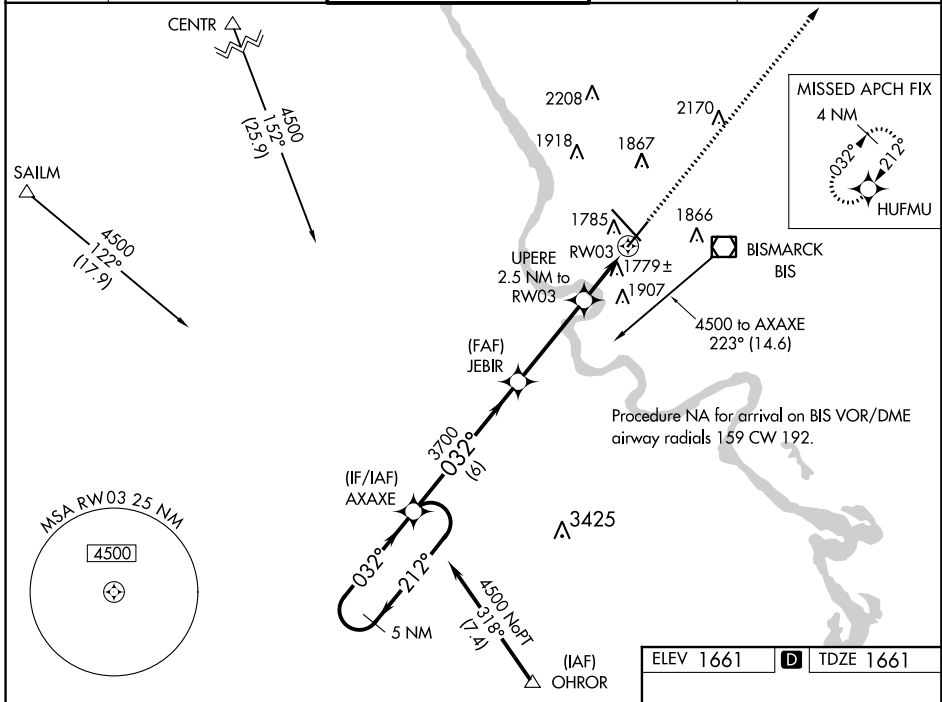 CENTR
4500
152°
(25.9)
SAILM
4500
122°
(17.9)
2208
1918
1867
2170
MISSED APCH FIX
4 NM
032°
212°
HUFMU
1785
1866
RW03
UPERE
2.5 NM to
RW03
1779±
1907
BISMARCK
BIS
4500 to AXAXE
223° (14.6)
(FAF)
JEBIR
Procedure NA for arrival on BIS VOR/DME
airway radials 159 CW 192.
3700
032°
(6)
(IF/IAF)
AXAXE
MSA RW03 25 NM
4500
3425
032°
212°
5 NM
4500 NoPT
318°
(7.4)
(IAF)
OHROR
ELEV 1661 D TDZE 1661